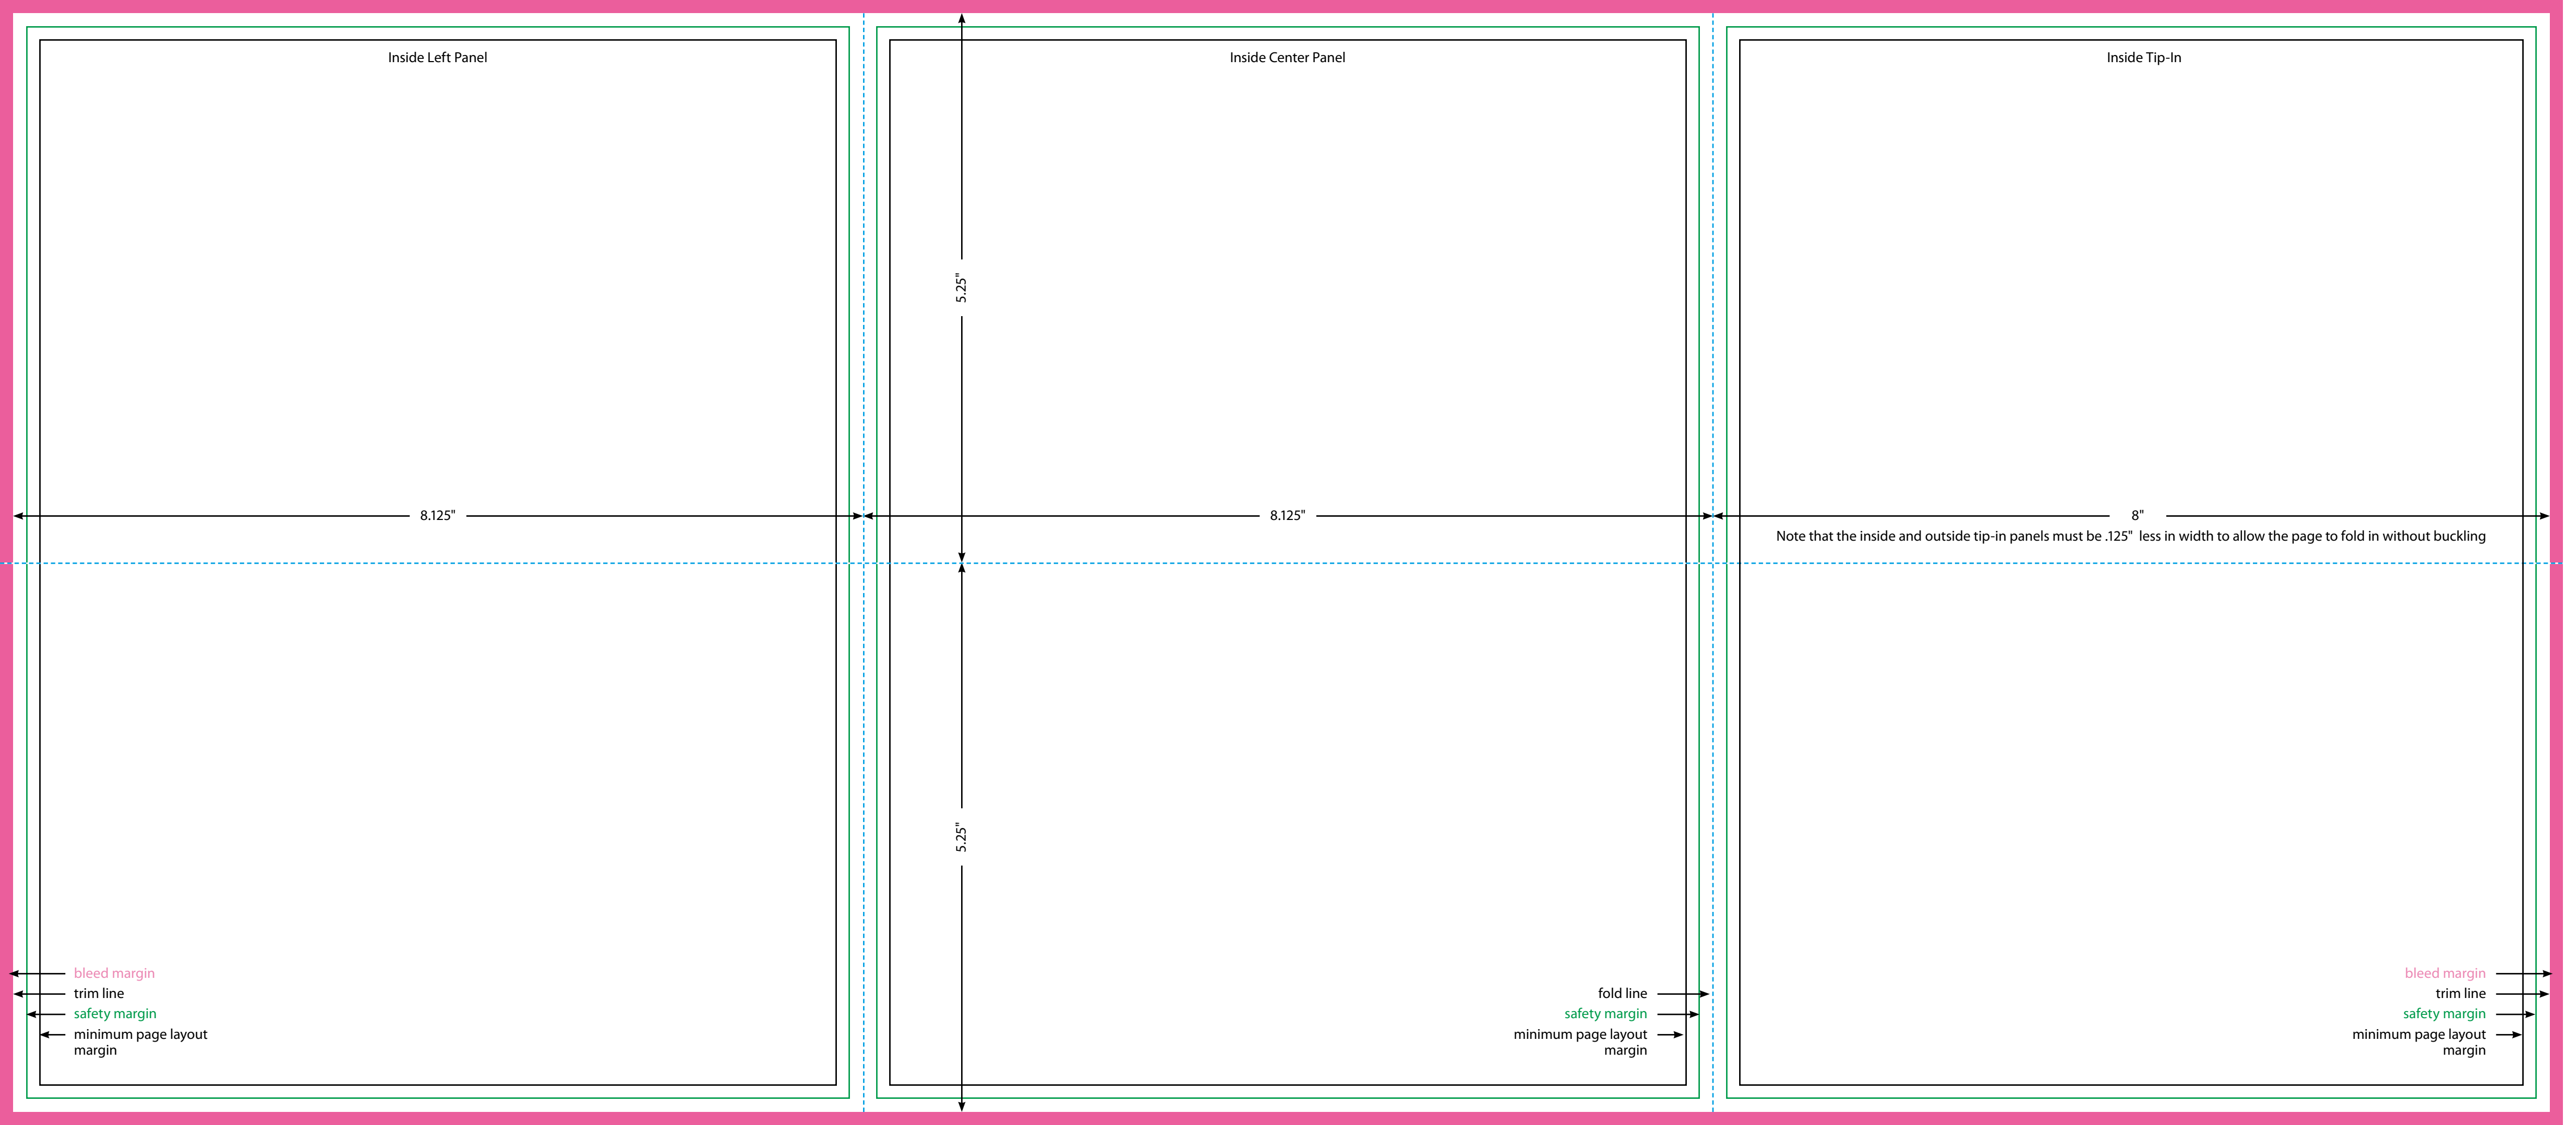 Inside Left Panel
Inside Center Panel
Inside Tip-In
5.25"
8.125"
8.125"
8"
Note that the inside and outside tip-in panels must be .125" less in width to allow the page to fold in without buckling
5.25"
bleed margin
trim line
safety margin
minimum page layout
margin
fold line
safety margin
minimum page layout
margin
bleed margin
trim line
safety margin
minimum page layout
margin